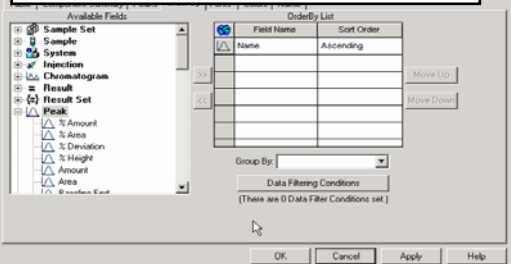 Available Fields
OrderBy List
Sample Set
Sample
System
Injection
Chromatogram
Result
Result Set
Peak
% Amount
% Area
% Deviation
% Height
Amount
Area
Field Name
Sort Order
Name
Ascending
>>
<<
Move Up
Move Down
Group By:
Data Filtering Conditions
(There are 0 Data Filter Conditions set.)
OK
Cancel
Apply
Help